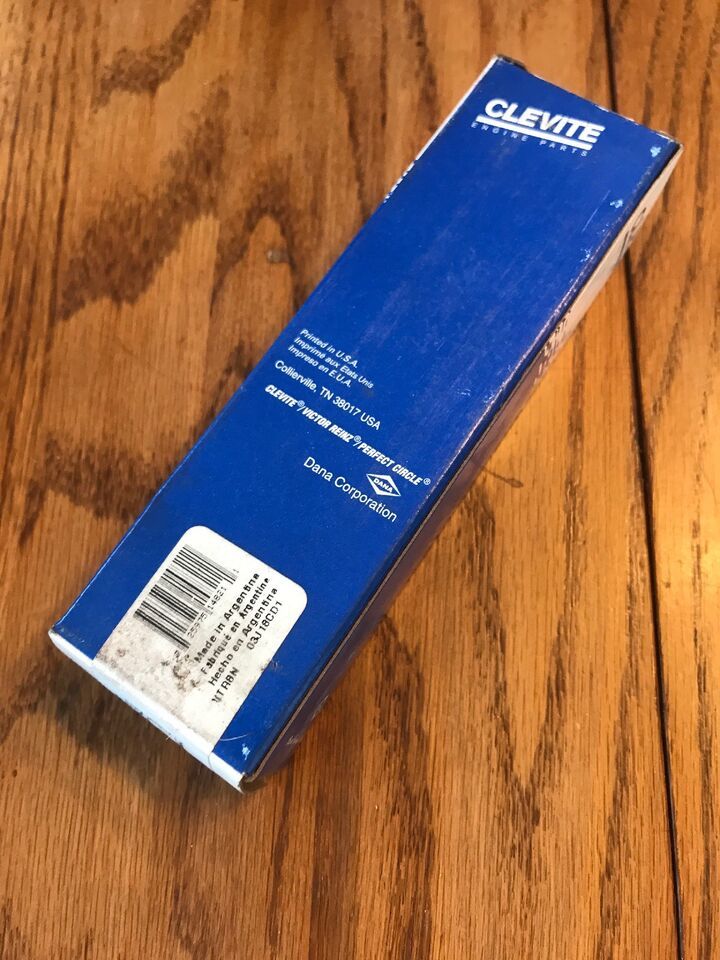 CLEVITE
ENGINE PARTS
Printed in U.S.A.
Imprimé aux États Unis
Impreso en E.U.A.
Collierville, TN 38017 USA
CLEVITE®/VICTOR REINZ®/PERFECT CIRCLE®
DANA
Dana Corporation
Made in Argentina
Fabriqué en Argentine
Hecho en Argentina
03J18CD1